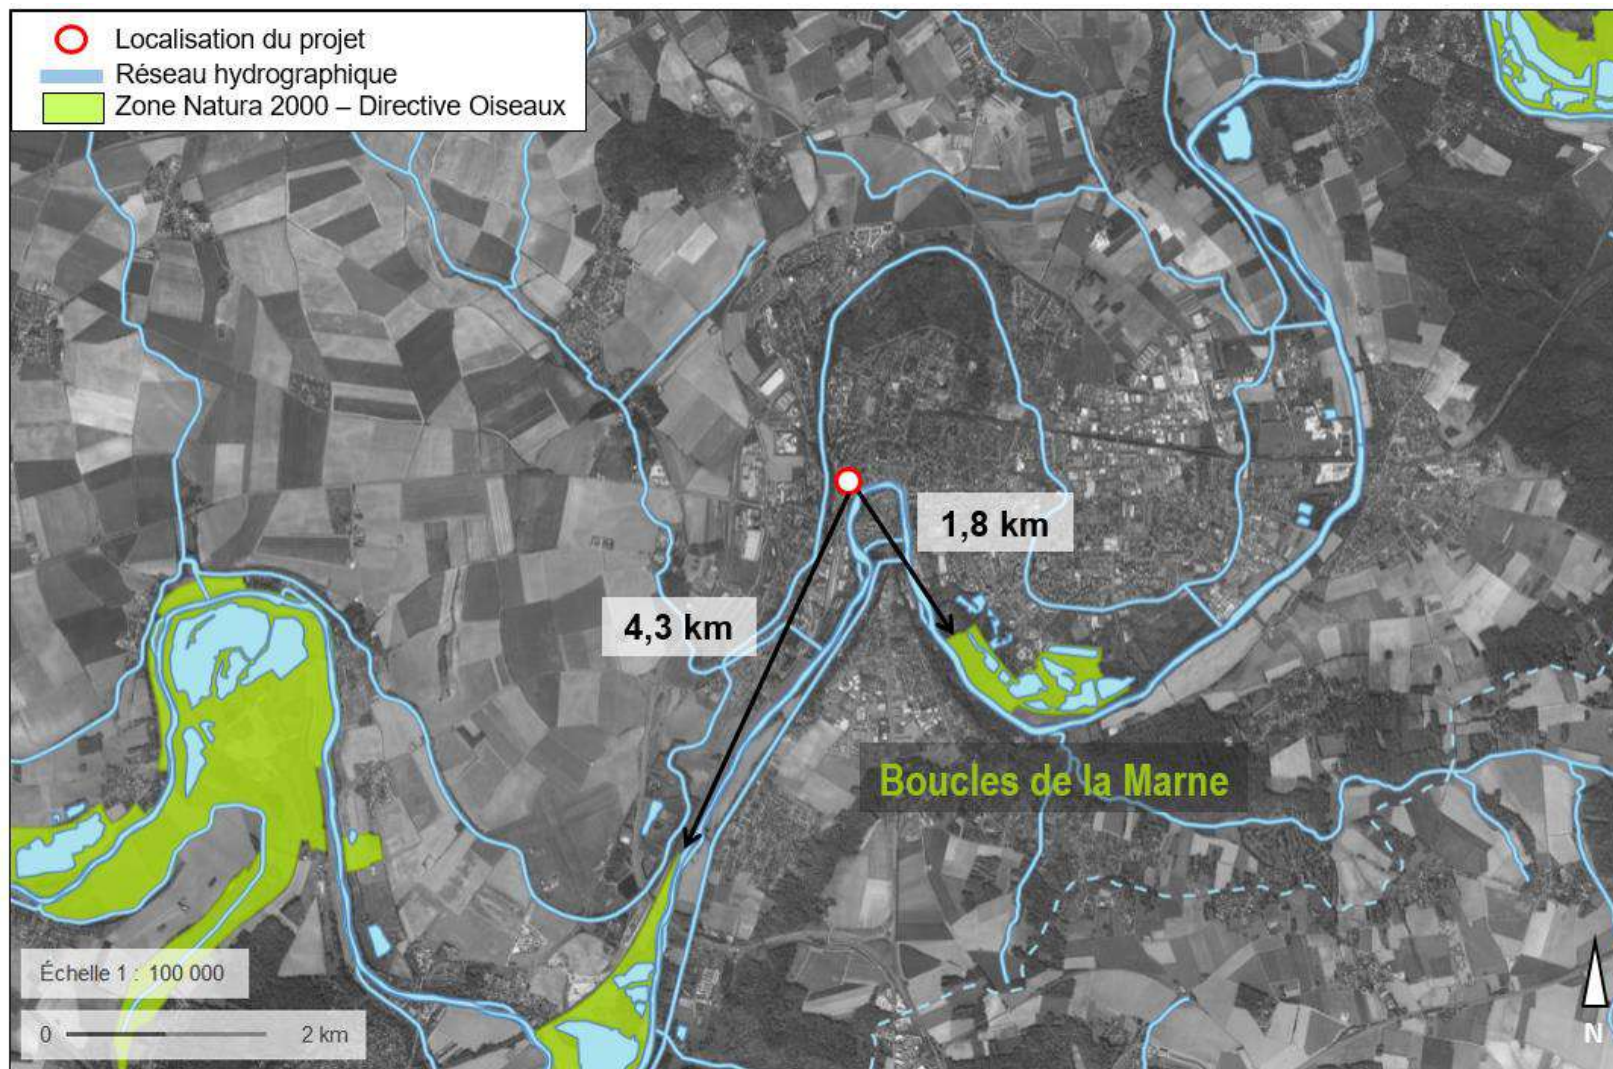 Localisation du projet
Réseau hydrographique
Zone Natura 2000 – Directive Oiseaux
1,8 km
4,3 km
Boucles de la Marne
Échelle 1 : 100 000
0 2 km
N